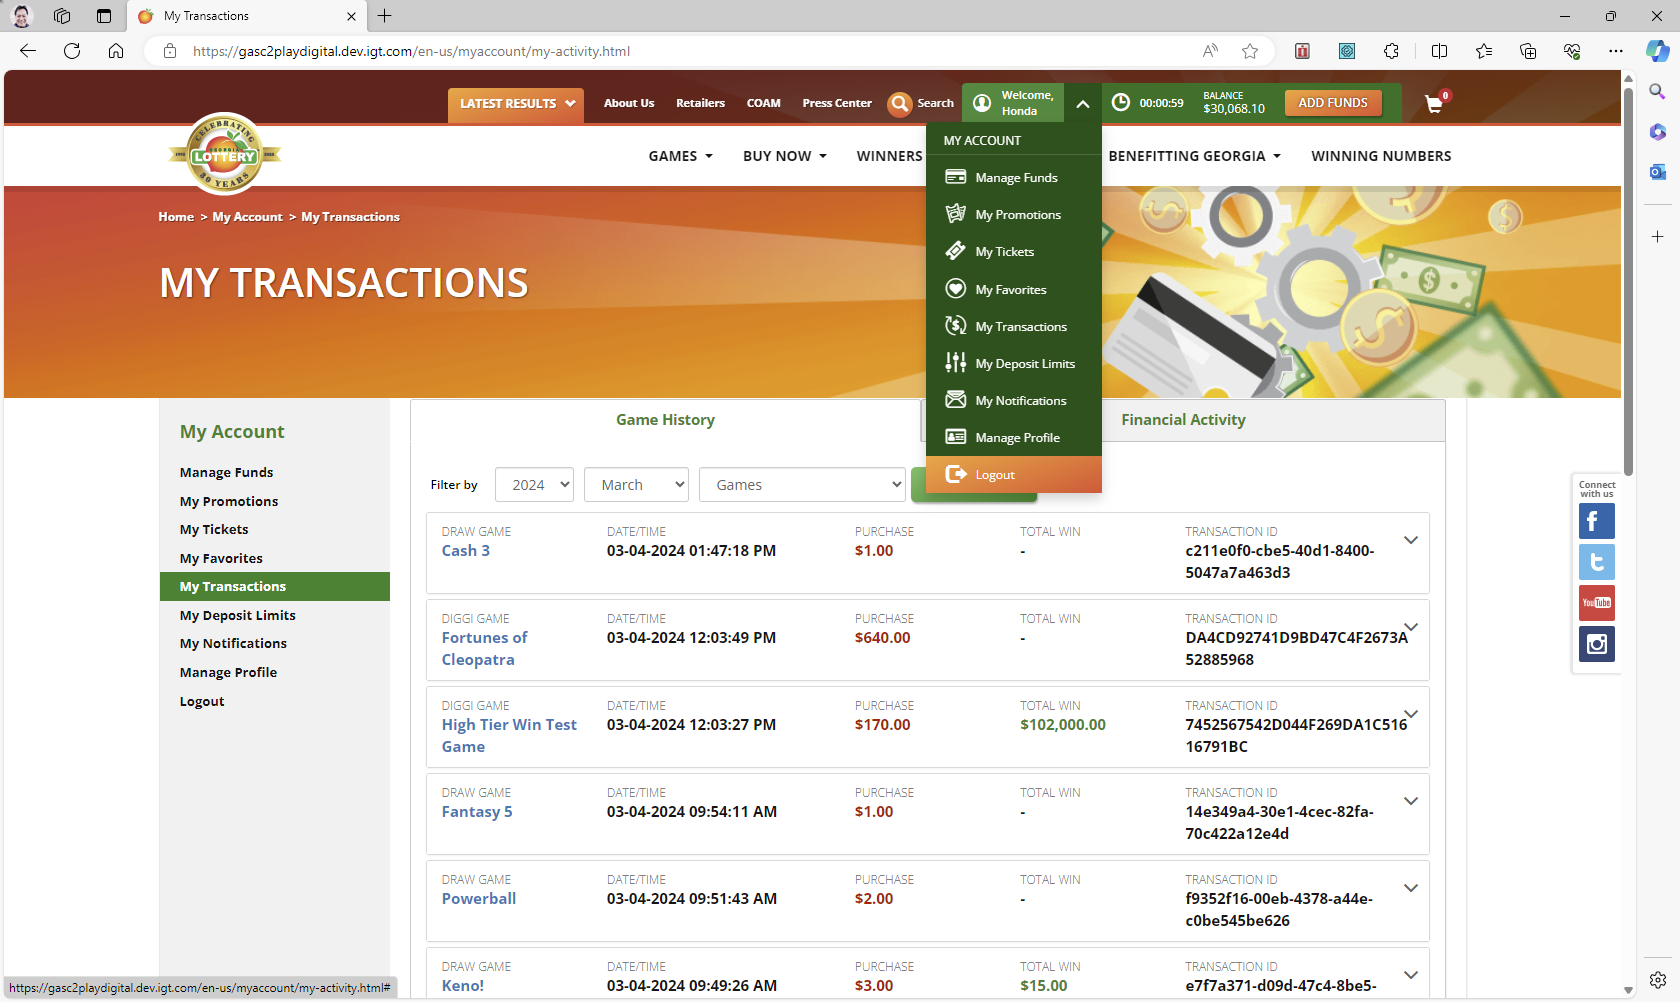 My Transactions
https://gasc2playdigital.dev.igt.com/en-us/myaccount/my-activity.html
LATEST RESULTS
About Us
Retailers
COAM
Press Center
Search
Welcome, Honda
00:00:59
BALANCE
$30,068.10
ADD FUNDS
0
CELEBRATING
GEORGIA
LOTTERY
30 YEARS
GAMES
BUY NOW
WINNERS
BENEFITTING GEORGIA
WINNING NUMBERS
MY ACCOUNT
Manage Funds
My Promotions
My Tickets
My Favorites
My Transactions
My Deposit Limits
My Notifications
Manage Profile
Logout
Home > My Account > My Transactions
MY TRANSACTIONS
My Account
Manage Funds
My Promotions
My Tickets
My Favorites
My Transactions
My Deposit Limits
My Notifications
Manage Profile
Logout
Game History
Financial Activity
Filter by
2024
March
Games
DRAW GAME DATE/TIME PURCHASE TOTAL WIN TRANSACTION ID
Cash 3 03-04-2024 01:47:18 PM $1.00 - c211e0f0-cbe5-40d1-8400-
5047a7a463d3
DIGGI GAME DATE/TIME PURCHASE TOTAL WIN TRANSACTION ID
Fortunes of 03-04-2024 12:03:49 PM $640.00 - DA4CD92741D9BD47C4F2673A
Cleopatra 52885968
DIGGI GAME DATE/TIME PURCHASE TOTAL WIN TRANSACTION ID
High Tier Win Test 03-04-2024 12:03:27 PM $170.00 $102,000.00 7452567542D044F269DA1C516
Game 16791BC
DRAW GAME DATE/TIME PURCHASE TOTAL WIN TRANSACTION ID
Fantasy 5 03-04-2024 09:54:11 AM $1.00 - 14e349a4-30e1-4cec-82fa-
70c422a12e4d
DRAW GAME DATE/TIME PURCHASE TOTAL WIN TRANSACTION ID
Powerball 03-04-2024 09:51:43 AM $2.00 - f9352f16-00eb-4378-a44e-
c0be545be626
DRAW GAME DATE/TIME PURCHASE TOTAL WIN TRANSACTION ID
Keno! 03-04-2024 09:49:26 AM $3.00 $15.00 e7f7a371-d09d-47c4-8be5-
Connect
with us
YouTube
https://gasc2playdigital.dev.igt.com/en-us/myaccount/my-activity.html#